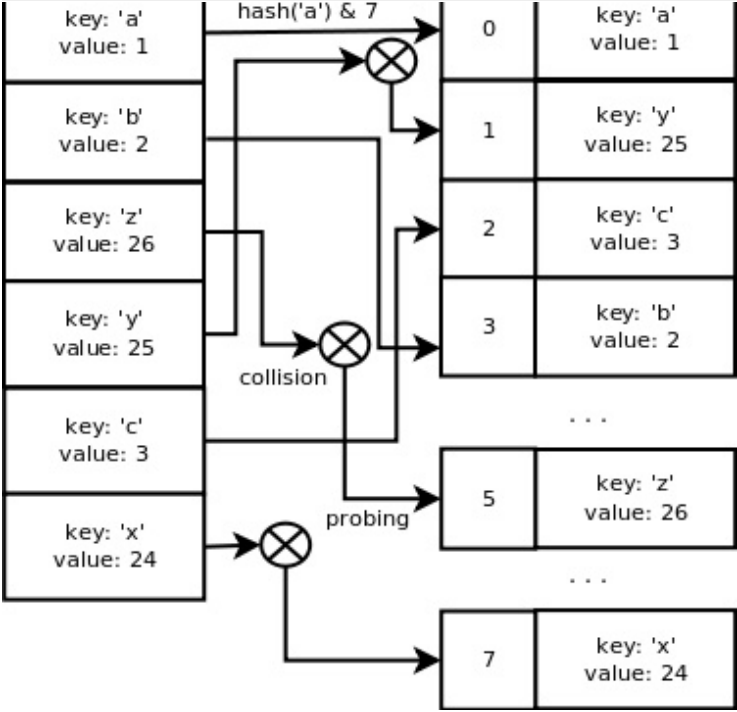 key: 'a'
value: 1
key: 'b'
value: 2
key: 'z'
value: 26
key: 'y'
value: 25
key: 'c'
value: 3
key: 'x'
value: 24
hash('a') & 7
collision
probing
0
key: 'a'
value: 1
1
key: 'y'
value: 25
2
key: 'c'
value: 3
3
key: 'b'
value: 2
. . .
5
key: 'z'
value: 26
. . .
7
key: 'x'
value: 24